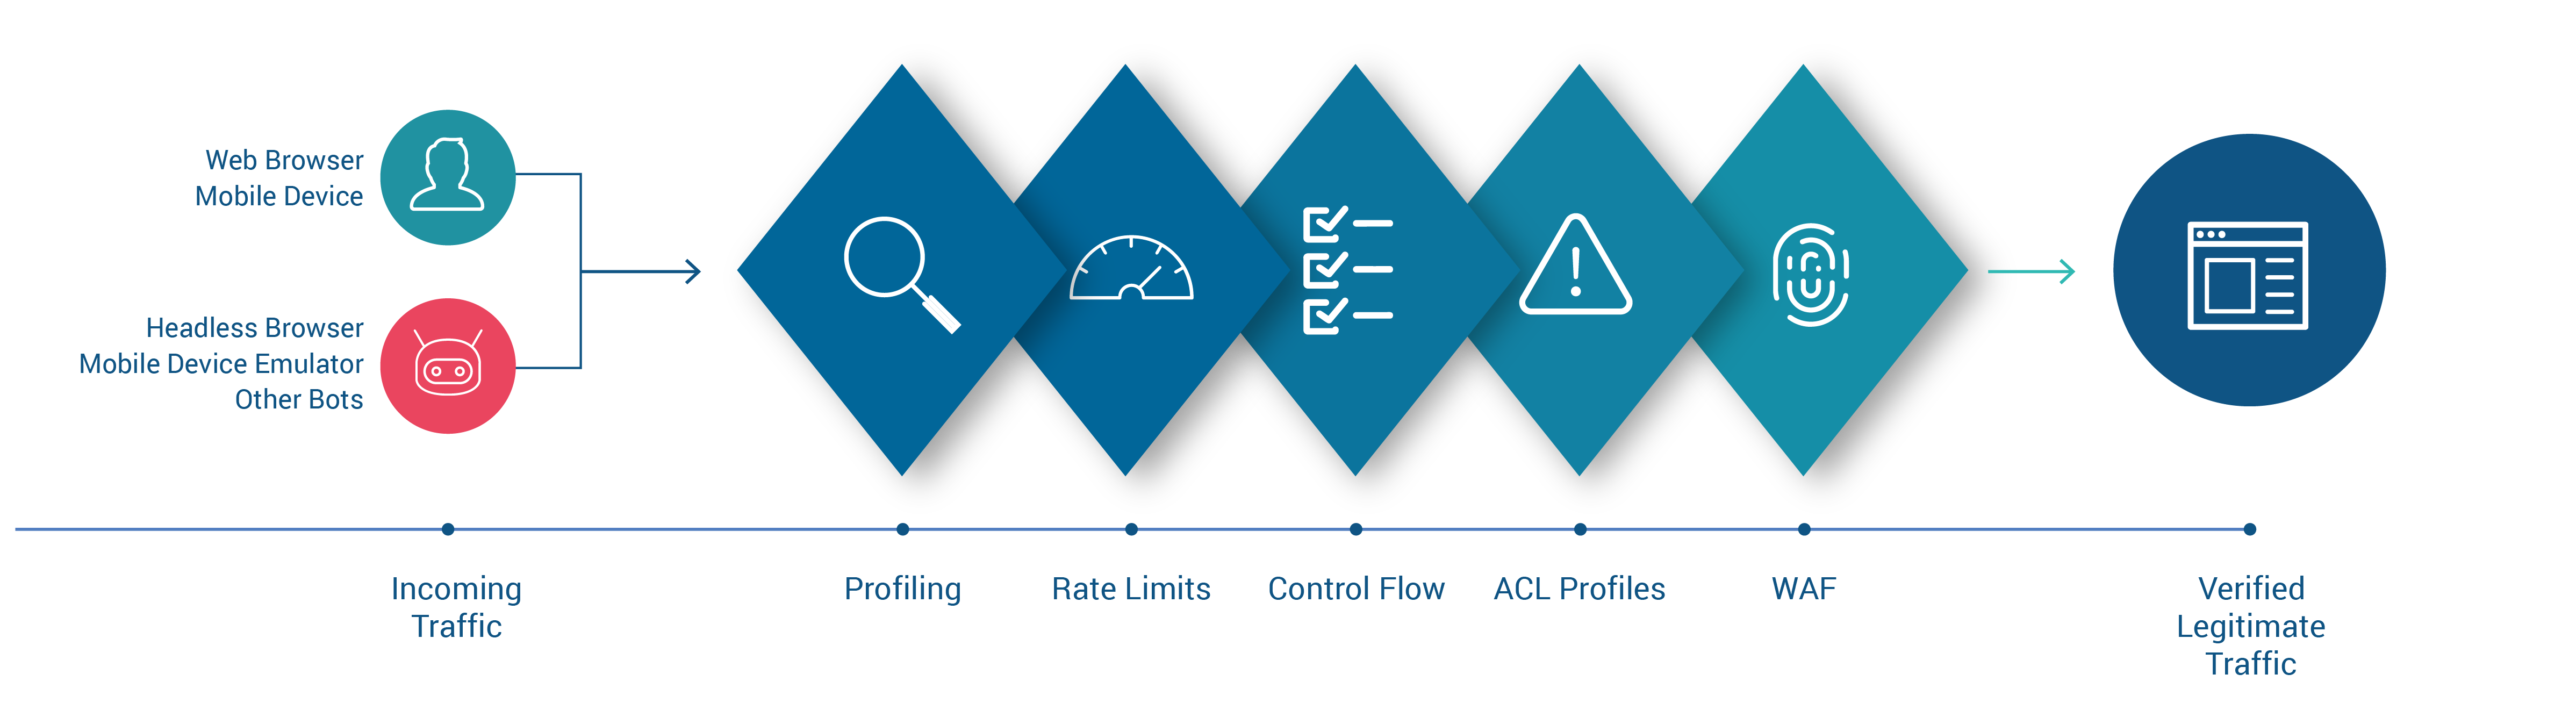 Web Browser
Mobile Device
Headless Browser
Mobile Device Emulator
Other Bots
Incoming
Traffic
Profiling
Rate Limits
Control Flow
ACL Profiles
WAF
Verified
Legitimate
Traffic